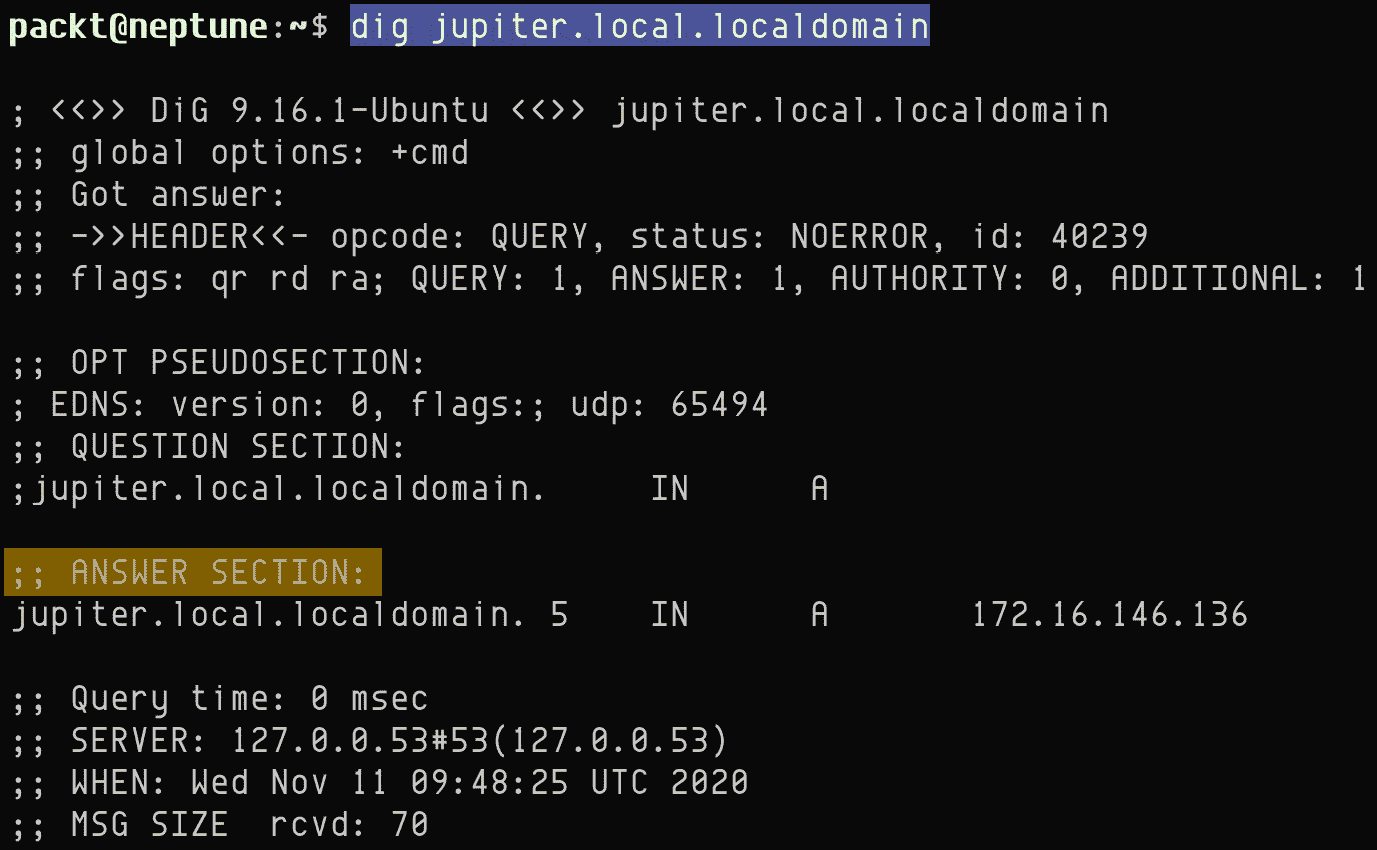 packt@neptune:~$ dig jupiter.local.localdomain
; <<>> DiG 9.16.1-Ubuntu <<>> jupiter.local.localdomain
;; global options: +cmd
;; Got answer:
;; ->>HEADER<<- opcode: QUERY, status: NOERROR, id: 40239
;; flags: qr rd ra; QUERY: 1, ANSWER: 1, AUTHORITY: 0, ADDITIONAL: 1
;; OPT PSEUDOSECTION:
; EDNS: version: 0, flags:; udp: 65494
;; QUESTION SECTION:
;jupiter.local.localdomain. IN A
;; ANSWER SECTION:
jupiter.local.localdomain. 5 IN A 172.16.146.136
;; Query time: 0 msec
;; SERVER: 127.0.0.53#53(127.0.0.53)
;; WHEN: Wed Nov 11 09:48:25 UTC 2020
;; MSG SIZE rcvd: 70